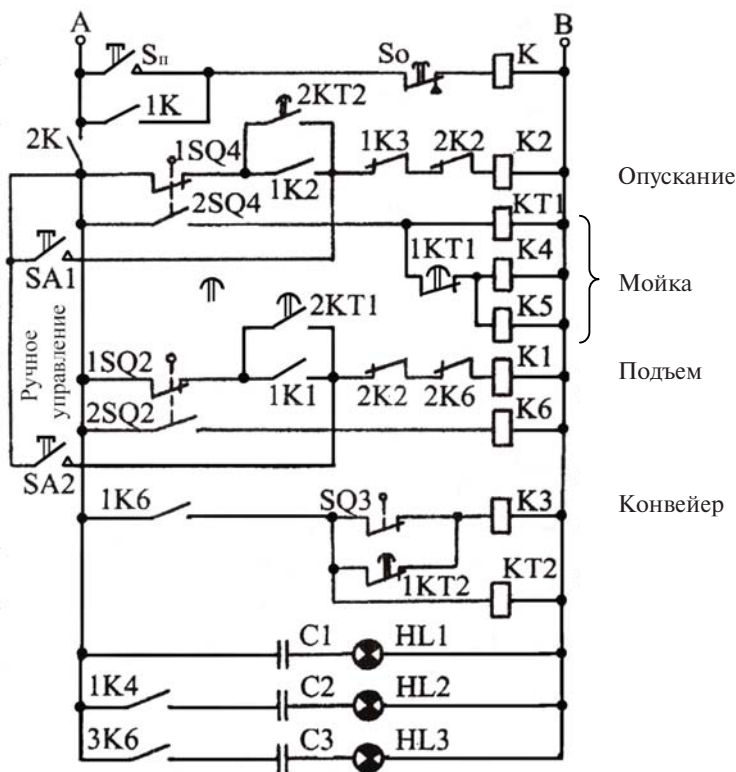 A B
Sп So K
1K 2KT2
2K 1SQ4 1K3 2K2 K2
Опускание
1K2 KT1
2SQ4
1KT1 K4
SA1
Мойка
K5
2KT1
Ручное
управление
1SQ2 K1
Подъем
1K1 2K2 2K6
2SQ2 K6
SA2
1K6 SQ3 K3
Конвейер
1KT2 KT2
C1 HL1
1K4 C2 HL2
3K6 C3 HL3